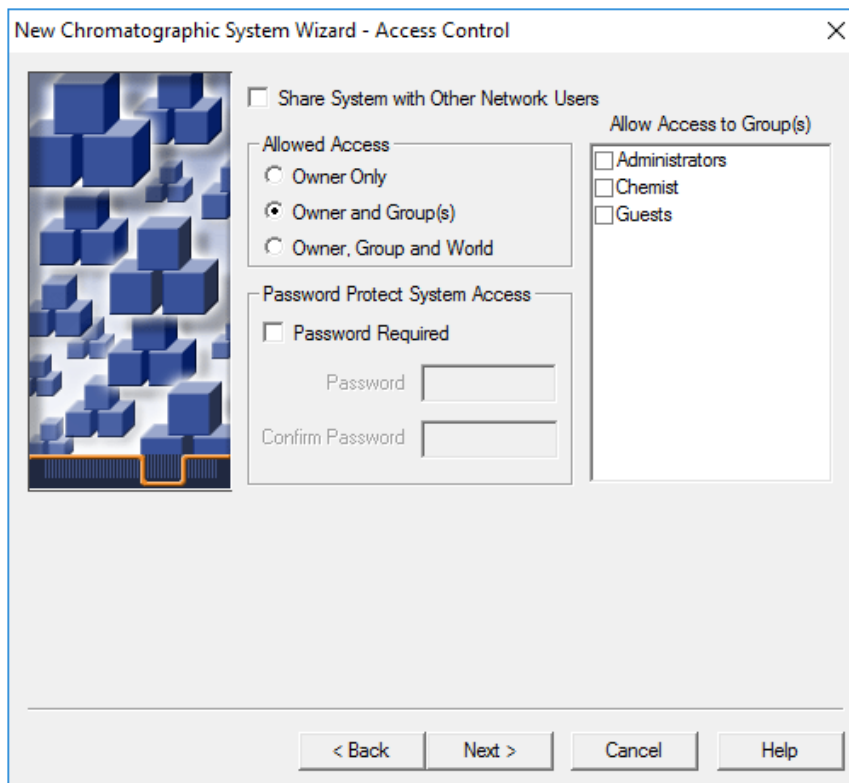 New Chromatographic System Wizard - Access Control
Share System with Other Network Users
Allowed Access
Owner Only
Owner and Group(s)
Owner, Group and World
Password Protect System Access
Password Required
Password
Confirm Password
Allow Access to Group(s)
Administrators
Chemist
Guests
< Back
Next >
Cancel
Help